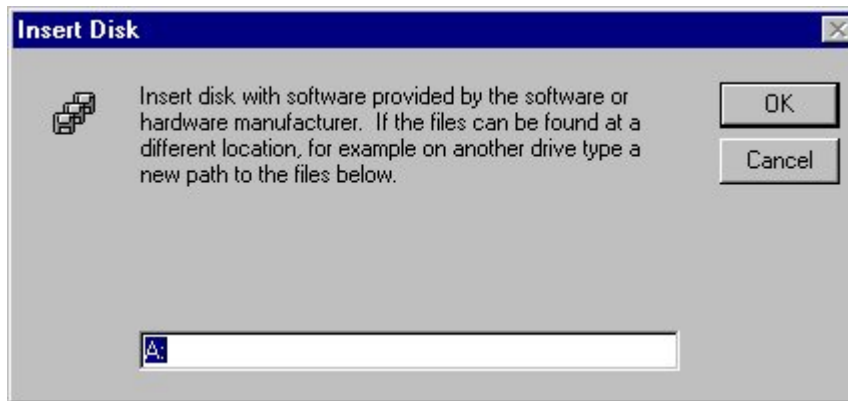 Insert Disk
Insert disk with software provided by the software or
hardware manufacturer. If the files can be found at a
different location, for example on another drive type a
new path to the files below.
OK
Cancel
A: